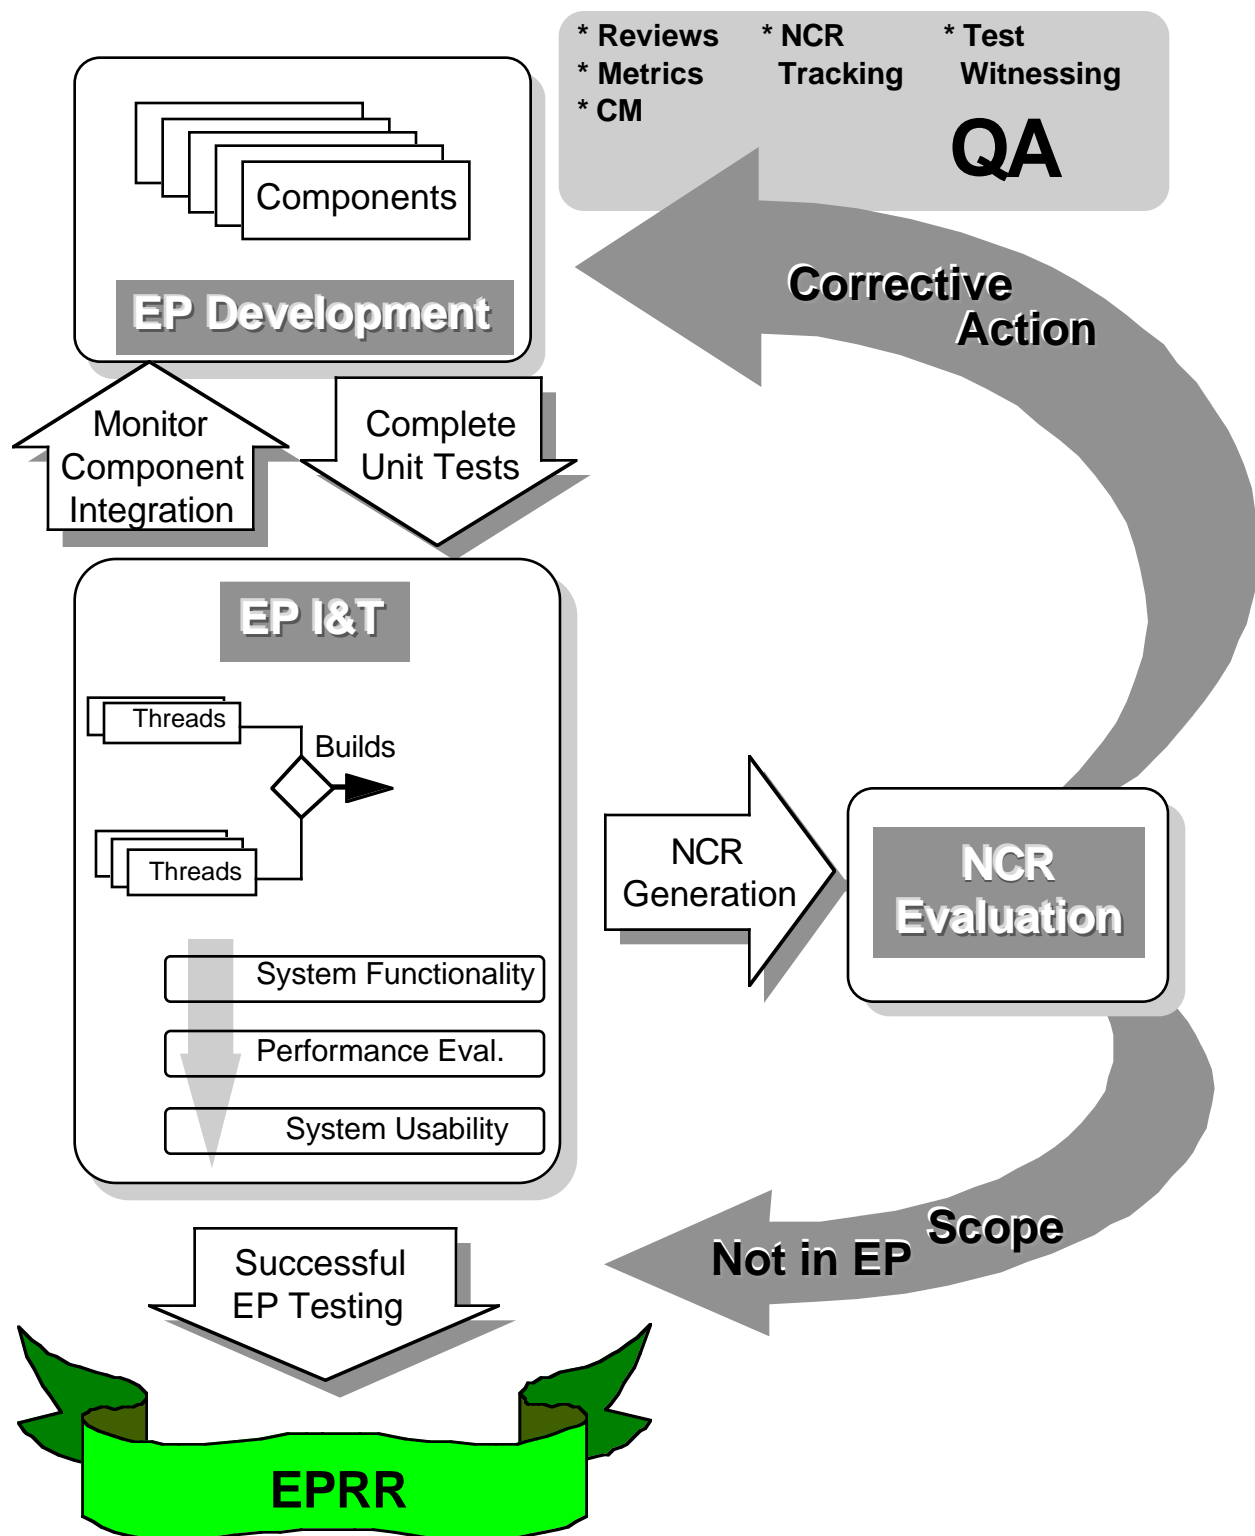 * Reviews
* Metrics
* CM
* NCR
Tracking
* Test
Witnessing
QA
Components
EP Development
Corrective
Action
Monitor
Component
Integration
Complete
Unit Tests
EP I&T
Threads
Builds
Threads
NCR
Generation
NCR
Evaluation
System Functionality
Performance Eval.
System Usability
Scope
Not in EP
Successful
EP Testing
EPRR